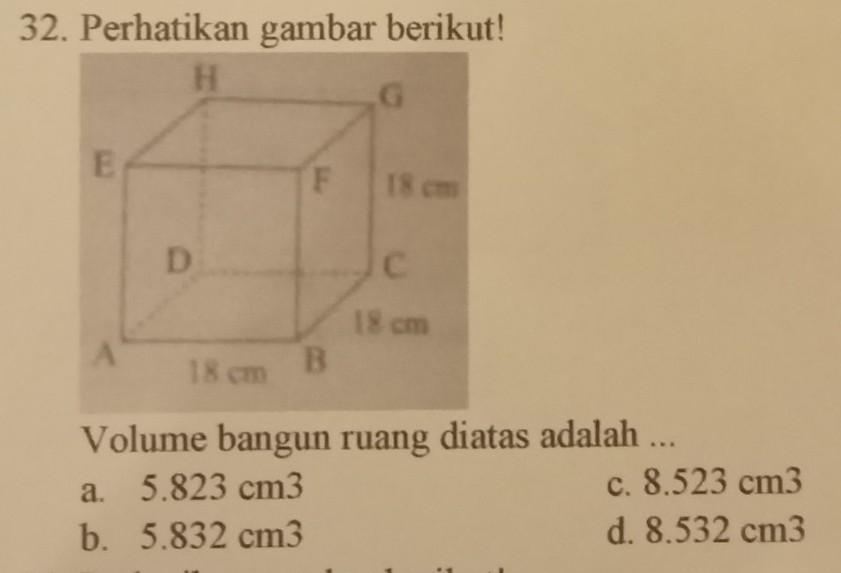 32. Perhatikan gambar berikut!
H
G
E
F 18 cm
D
C
18 cm
A
18 cm B
Volume bangun ruang diatas adalah ...
a. 5.823 cm3 c. 8.523 cm3
b. 5.832 cm3 d. 8.532 cm3